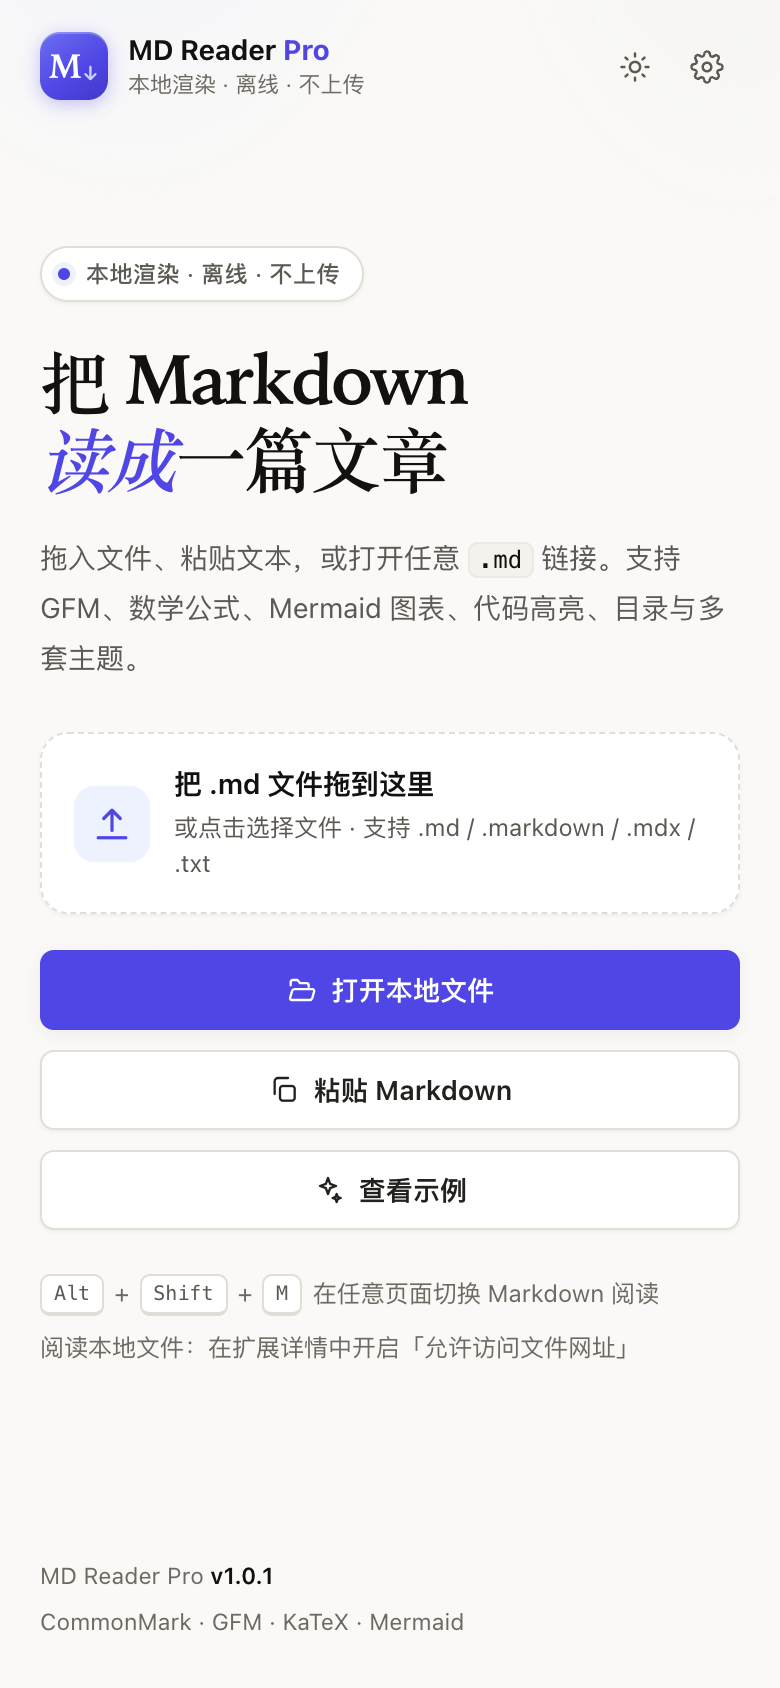 M↓
MD Reader Pro
本地渲染 · 离线 · 不上传
本地渲染 · 离线 · 不上传
把 Markdown
读成一篇文章
拖入文件、粘贴文本，或打开任意 .md 链接。支持
GFM、数学公式、Mermaid 图表、代码高亮、目录与多
套主题。
把 .md 文件拖到这里
或点击选择文件 · 支持 .md / .markdown / .mdx /
.txt
打开本地文件
粘贴 Markdown
查看示例
Alt + Shift + M 在任意页面切换 Markdown 阅读
阅读本地文件：在扩展详情中开启「允许访问文件网址」
MD Reader Pro v1.0.1
CommonMark · GFM · KaTeX · Mermaid